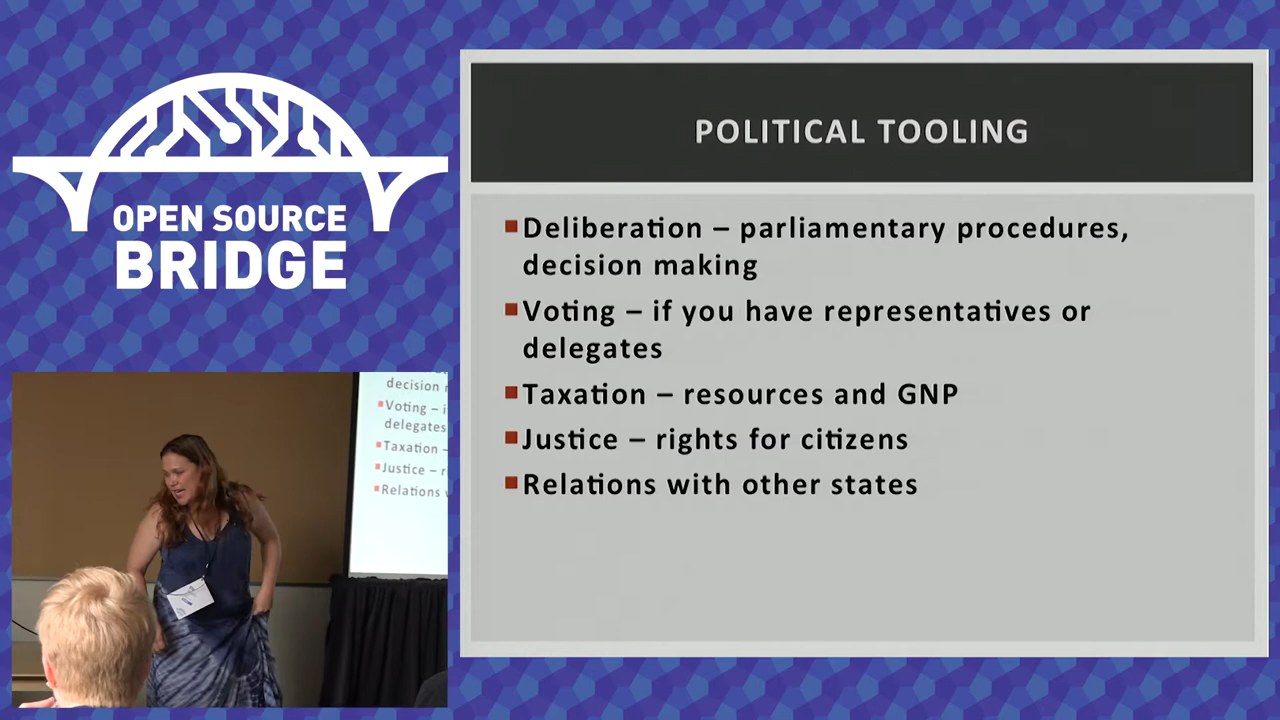 OPEN SOURCE
BRIDGE
POLITICAL TOOLING
Deliberation – parliamentary procedures,
decision making
Voting – if you have representatives or
delegates
Taxation – resources and GNP
Justice – rights for citizens
Relations with other states
decision
Voting –
delegates
Taxation –
Justice –
Relations